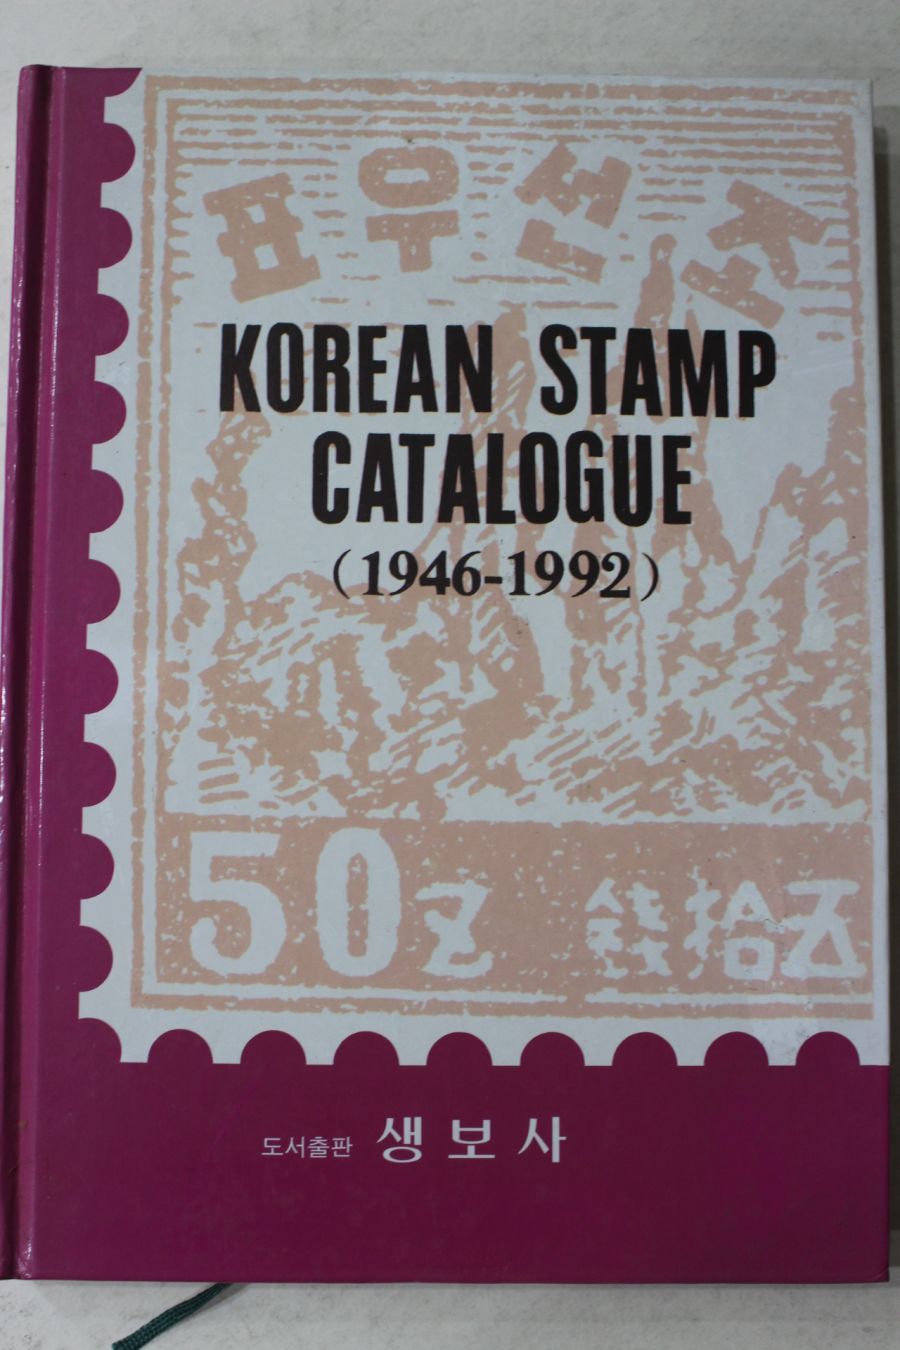 표우선조
KOREAN STAMP
CATALOGUE
(1946-1992)
50 전 錢拾五
도서출판 생보사